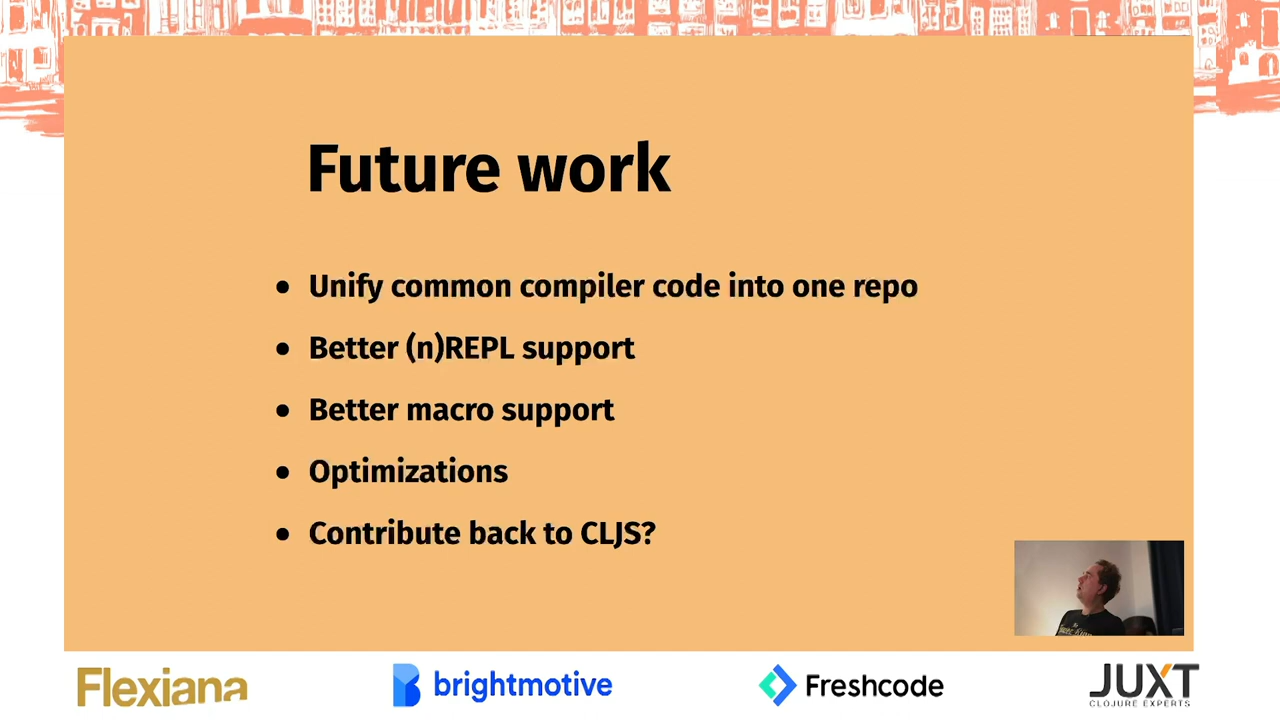 Future work
• Unify common compiler code into one repo
• Better (n)REPL support
• Better macro support
• Optimizations
• Contribute back to CLJS?
Flexiana
brightmotive
Freshcode
JUXT
CLOJURE EXPERTS